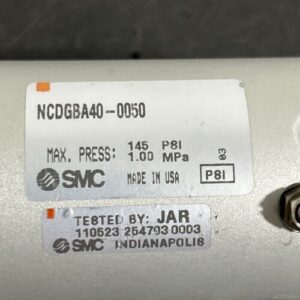 NCDGBA40-0050
MAX. PRESS: 145 PSI
1.00 MPa
03
SMC MADE IN USA PSI
TESTED BY: JAR
110523 254793 0003
SMC INDIANAPOLIS